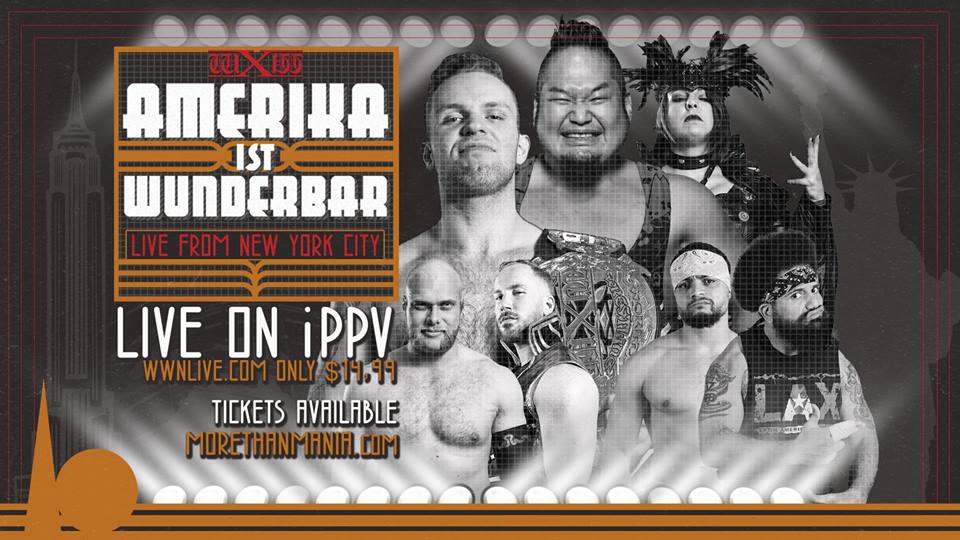 wXw
AMERIKA
IST
WUNDERBAR
LIVE FROM NEW YORK CITY
LIVE ON iPPV
WWNLIVE.COM ONLY $14.99
TICKETS AVAILABLE
MORETHANMANIA.COM
LAX